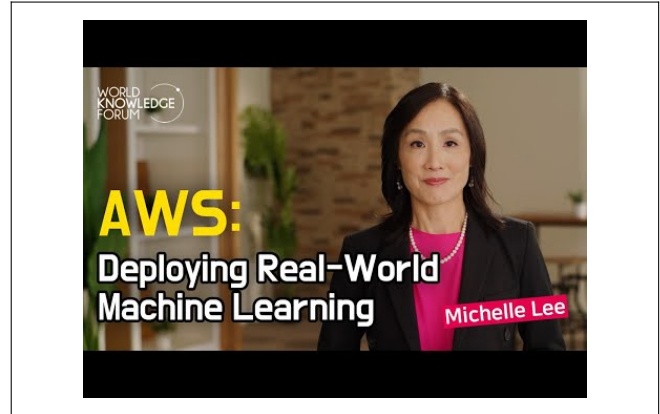 WORLD
KNOWLEDGE
FORUM
AWS:
Deploying Real-World
Machine Learning
Michelle Lee